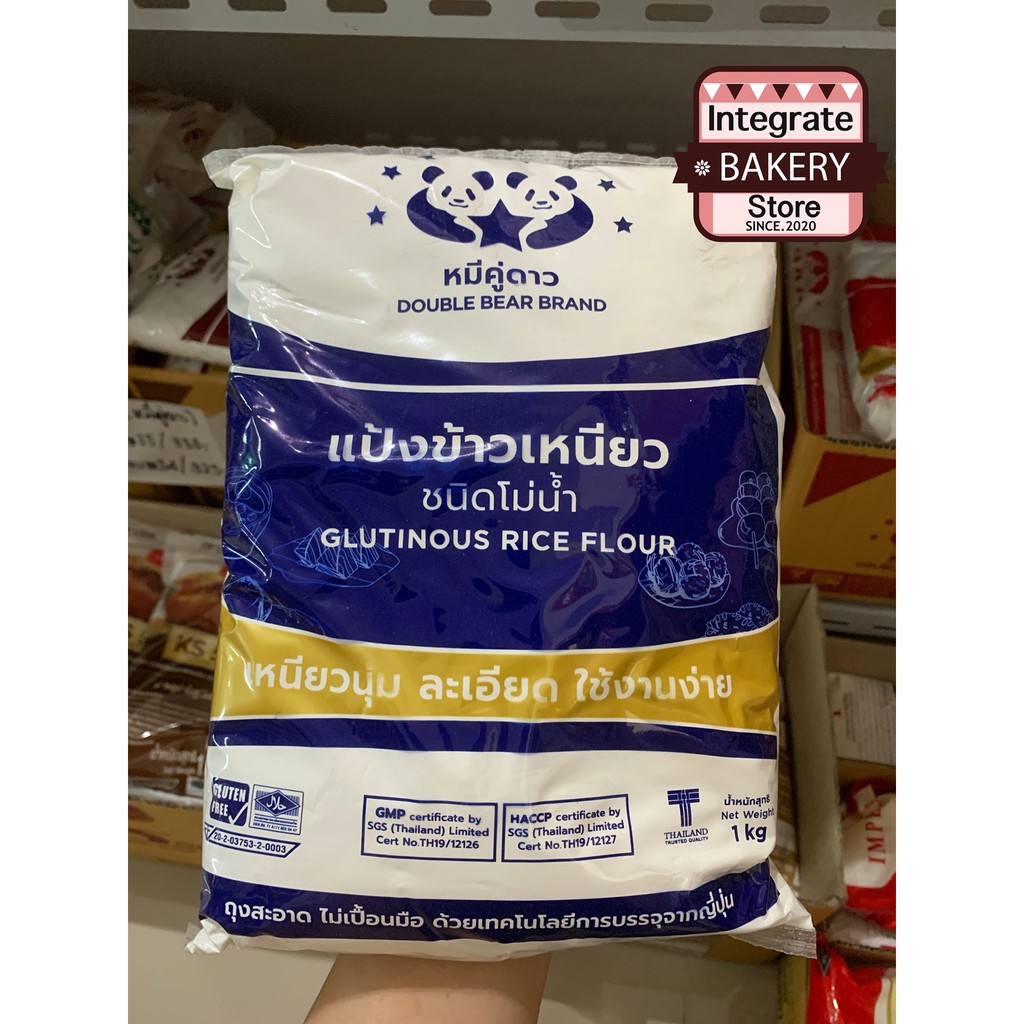 Integrate
BAKERY
Store
SINCE.2020
หมีคู่ดาว
DOUBLE BEAR BRAND
แป้งข้าวเหนียว
ชนิดโม่น้ำ
GLUTINOUS RICE FLOUR
เหนียวนุ่ม ละเอียด ใช้งานง่าย
GLUTEN
FREE
20-2-03753-2-0003
GMP certificate by
SGS (Thailand) Limited
Cert No.TH19/12126
HACCP certificate by
SGS (Thailand) Limited
Cert No.TH19/12127
THAILAND
TRUSTED QUALITY
น้ำหนักสุทธิ
Net Weight
1 kg
ถุงสะอาด ไม่เปื้อนมือ ด้วยเทคโนโลยีการบรรจุจากญี่ปุ่น
KS